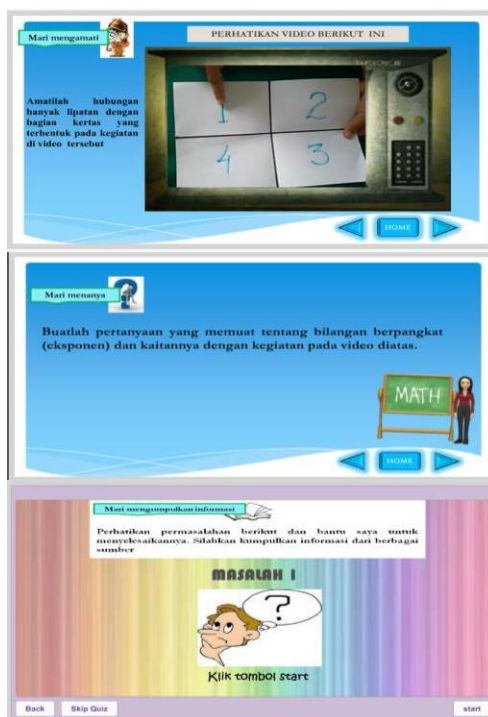 Mari mengamati
PERHATIKAN VIDEO BERIKUT INI
Amatilah hubungan
banyak lipatan dengan
bagian kertas yang
terbentuk pada kegiatan
di video tersebut
1 2
4 3
HOME
Mari menanya
Buatlah pertanyaan yang memuat tentang bilangan berpangkat
(eksponen) dan kaitannya dengan kegiatan pada video diatas.
MATH
HOME
Mari mengumpulkan informasi
Perhatikan permasalahan berikut dan bantu saya untuk
menyelesaikannya. Silahkan kumpulkan informasi dari berbagai
sumber
MASALAH 1
?
Klik tombol start
Back Skip Quiz start